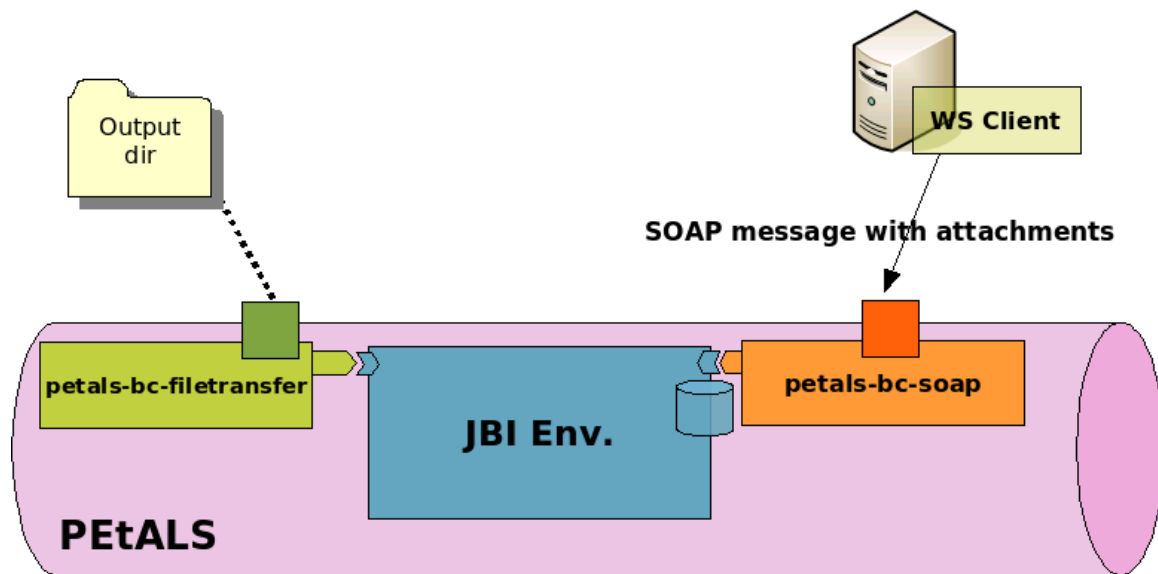 Output
dir
WS Client
SOAP message with attachments
petals-bc-filetransfer
petals-bc-soap
JBI Env.
PEtALS